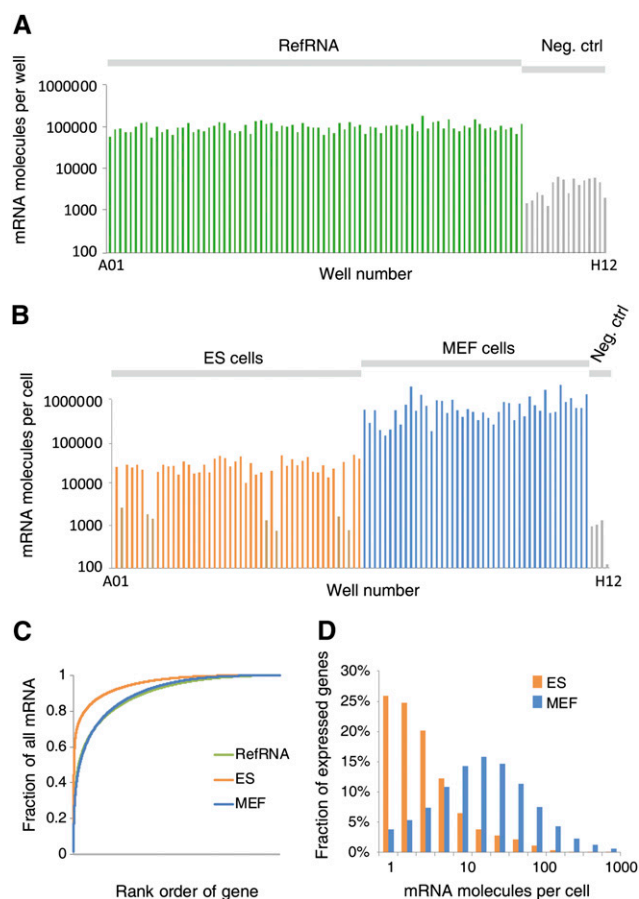 A
RefRNA
Neg. ctrl
mRNA molecules per well
1000000
100000
10000
1000
100
A01
Well number
H12
B
ES cells
MEF cells
Neg. ctrl
mRNA molecules per cell
1000000
100000
10000
1000
100
A01
Well number
H12
C
Fraction of all mRNA
1
0.8
0.6
0.4
0.2
0
RefRNA
ES
MEF
Rank order of gene
D
Fraction of expressed genes
30%
25%
20%
15%
10%
5%
0%
ES
MEF
1
10
100
1000
mRNA molecules per cell